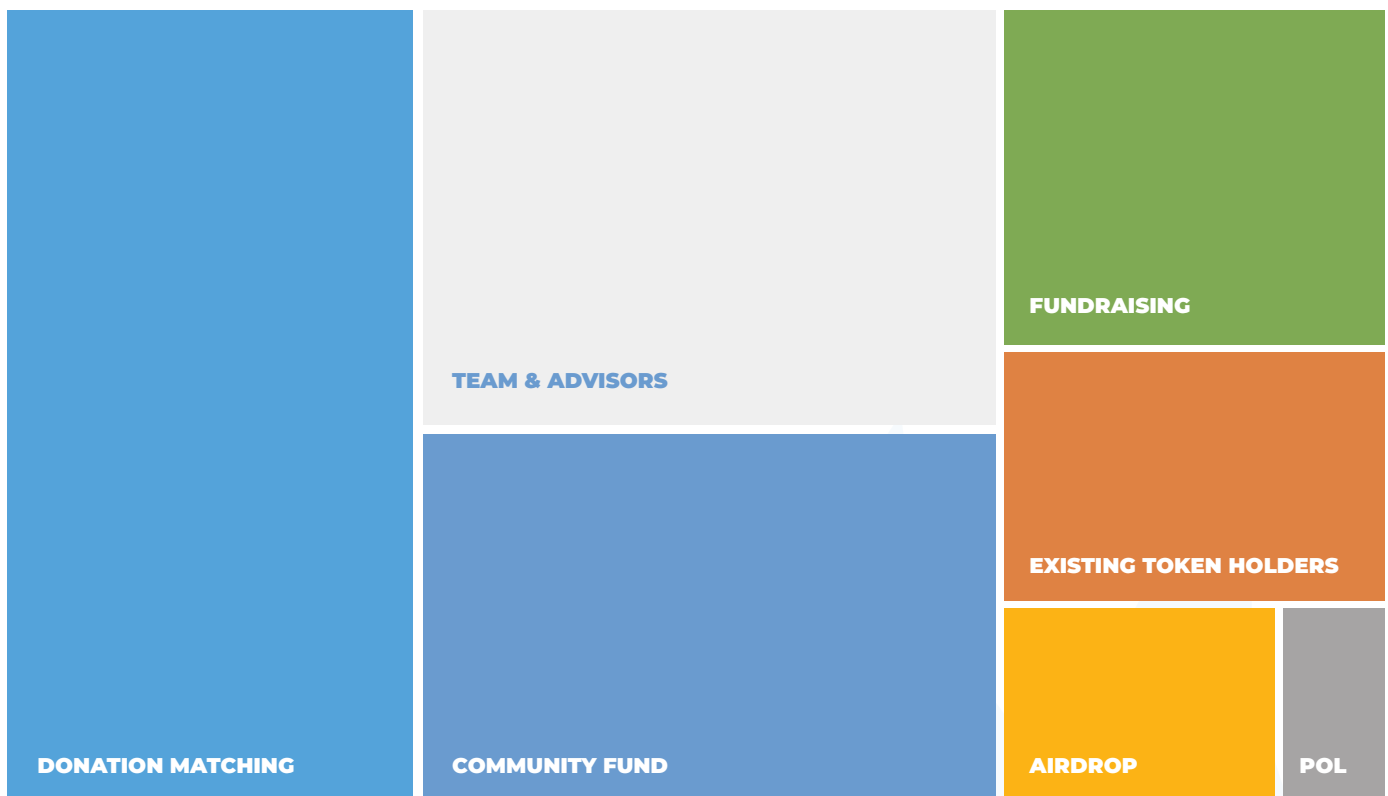 DONATION MATCHING
TEAM & ADVISORS
COMMUNITY FUND
FUNDRAISING
EXISTING TOKEN HOLDERS
AIRDROP
POL